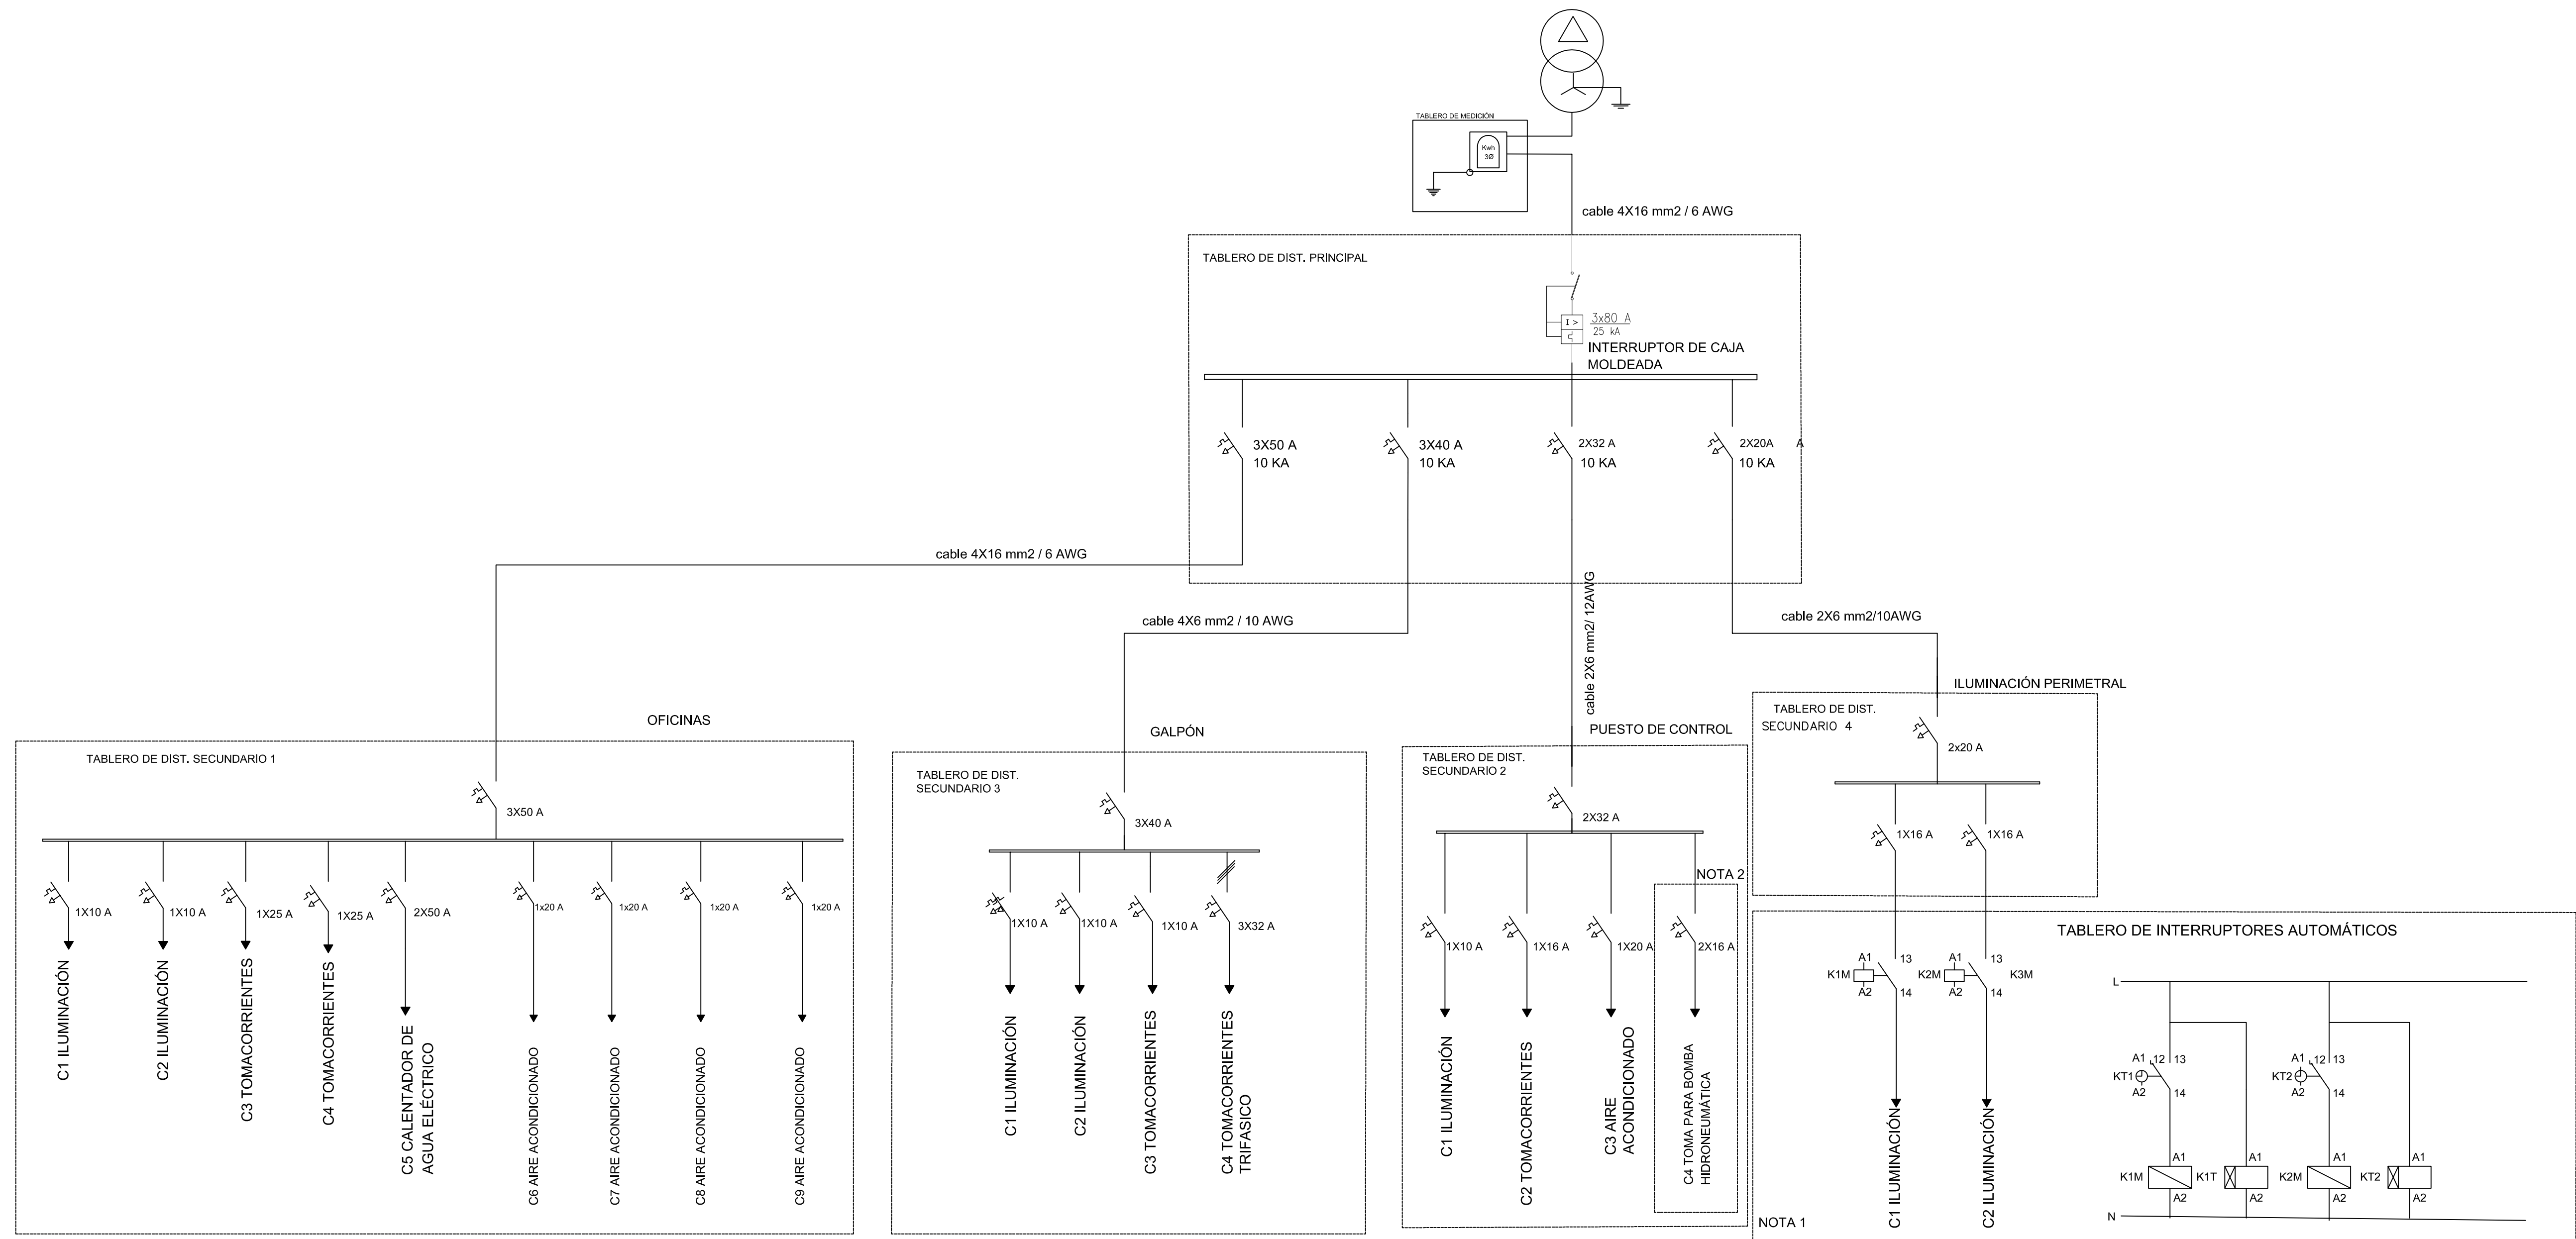 TABLERO DE MEDICIÓN
Kwh
3Ø
cable 4X16 mm2 / 6 AWG
TABLERO DE DIST. PRINCIPAL
I >
3x80 A
25 kA
INTERRUPTOR DE CAJA
MOLDEADA
3X50 A
10 KA
3X40 A
10 KA
2X32 A
10 KA
2X20A A
10 KA
cable 4X16 mm2 / 6 AWG
cable 4X6 mm2 / 10 AWG
cable 2X6 mm2/ 12AWG
cable 2X6 mm2/10AWG
OFICINAS
TABLERO DE DIST. SECUNDARIO 1
3X50 A
1X10 A
1X10 A
1X25 A
1X25 A
2X50 A
1x20 A
1x20 A
1x20 A
1x20 A
C1 ILUMINACIÓN
C2 ILUMINACIÓN
C3 TOMACORRIENTES
C4 TOMACORRIENTES
C5 CALENTADOR DE
AGUA ELÉCTRICO
C6 AIRE ACONDICIONADO
C7 AIRE ACONDICIONADO
C8 AIRE ACONDICIONADO
C9 AIRE ACONDICIONADO
GALPÓN
TABLERO DE DIST.
SECUNDARIO 3
3X40 A
1X10 A
1X10 A
1X10 A
3X32 A
C1 ILUMINACIÓN
C2 ILUMINACIÓN
C3 TOMACORRIENTES
C4 TOMACORRIENTES
TRIFASICO
PUESTO DE CONTROL
TABLERO DE DIST.
SECUNDARIO 2
2X32 A
NOTA 2
1X10 A
1X16 A
1X20 A
2X16 A
C1 ILUMINACIÓN
C2 TOMACORRIENTES
C3 AIRE
ACONDICIONADO
C4 TOMA PARA BOMBA
HIDRONEUMÁTICA
ILUMINACIÓN PERIMETRAL
TABLERO DE DIST.
SECUNDARIO 4
2x20 A
1X16 A
1X16 A
TABLERO DE INTERRUPTORES AUTOMÁTICOS
A1
K1M
A2
13
14
A1
K2M
A2
13
K3M
14
C1 ILUMINACIÓN
C2 ILUMINACIÓN
NOTA 1
L
A1 12 13
KT1
A2
14
A1 12 13
KT2
A2
14
A1
K1M
A2
A1
K1T
A2
A1
K2M
A2
A1
KT2
A2
N